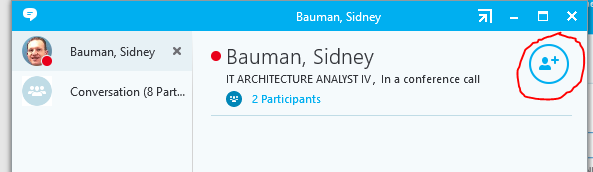 Bauman, Sidney
Bauman, Sidney
Conversation (8 Part...
Bauman, Sidney
IT ARCHITECTURE ANALYST IV, In a conference call
2 Participants